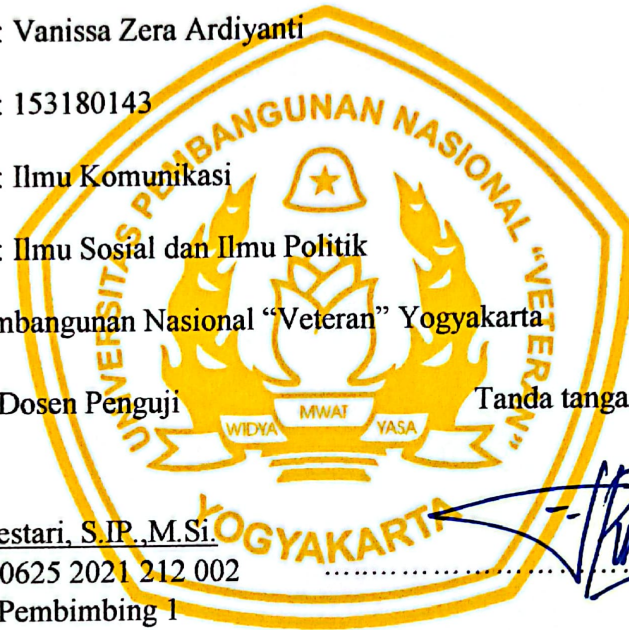 : Vanissa Zera Ardiyanti
: 153180143
: Ilmu Komunikasi
: Ilmu Sosial dan Ilmu Politik
mbangunan Nasional “Veteran” Yogyakarta
Dosen Penguji Tanda tanga
estari, S.IP.,M.Si.
0625 2021 212 002
Pembimbing 1
UNIVERSITAS PEMBANGUNAN NASIONAL “VETERAN”
YOGYAKARTA
WIDYA MWAT YASA